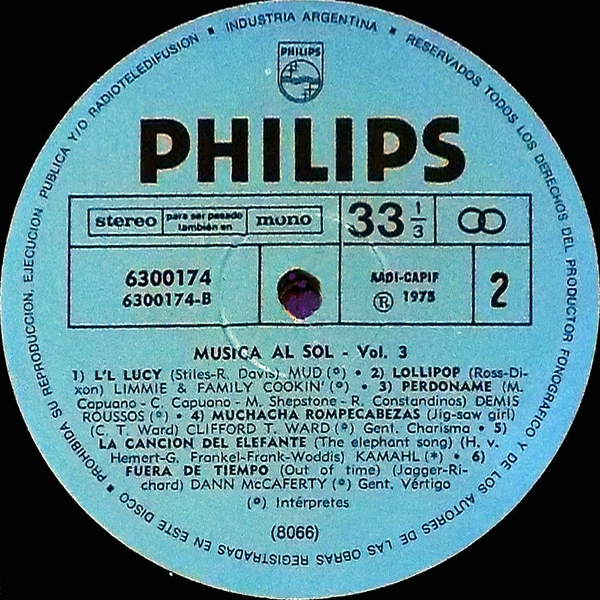 PROHIBIDA SU REPRODUCCION, EJECUCION PUBLICA Y/O RADIOTELEDIFUSION ▪ INDUSTRIA ARGENTINA ▪ RESERVADOS TODOS LOS DERECHOS DEL PRODUCTOR FONOGRAFICO Y DE LOS AUTORES DE LAS OBRAS REGISTRADAS EN ESTE DISCO ▪
PHILIPS
PHILIPS
stereo para ser pasado también en mono 33 1/3
6300174
6300174-B
AADI-CAPIF
Ⓟ 1975
2
MUSICA AL SOL - Vol. 3
1) L'L LUCY (Stiles-R. Davis) MUD (*) • 2) LOLLIPOP (Ross-Di-
xon) LIMMIE & FAMILY COOKIN' (*) • 3) PERDONAME (M.
Capuano - C. Capuano - M. Shepstone - R. Constandinos) DEMIS
ROUSSOS (*) • 4) MUCHACHA ROMPECABEZAS (Jig-saw girl)
(C. T. Ward) CLIFFORD T. WARD (*) Gent. Charisma • 5)
LA CANCION DEL ELEFANTE (The elephant song) (H. v.
Hemert-G. Frankel-Frank-Woddis) KAMAHL (*) • 6)
FUERA DE TIEMPO (Out of time) (Jagger-Ri-
chard) DANN McCAFERTY (*) Gent. Vértigo
(*) Intérpretes
(8066)